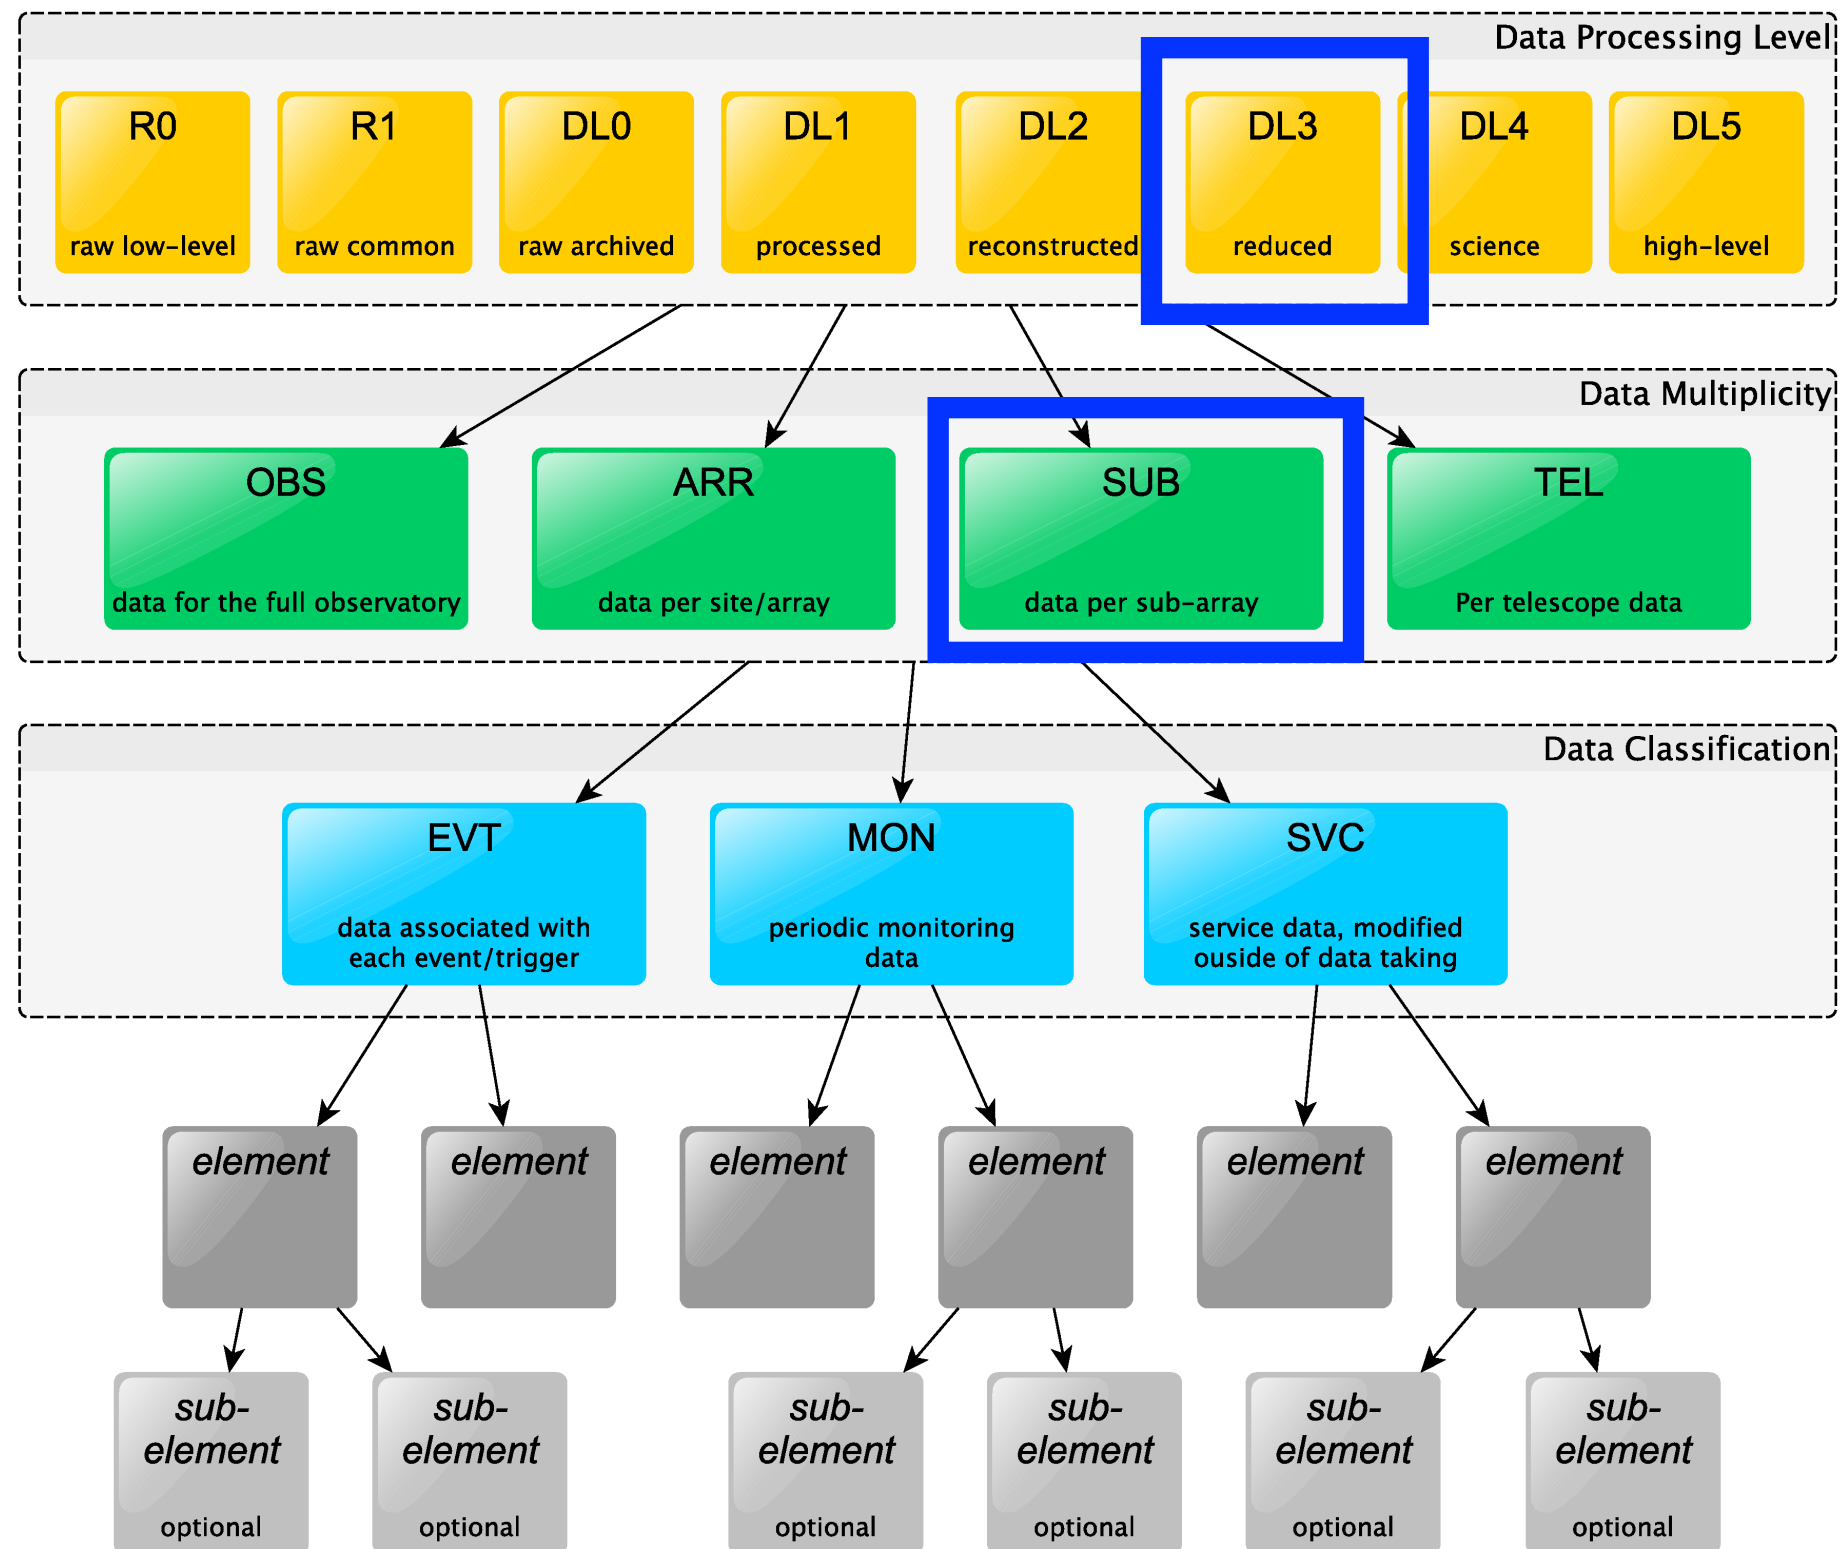 Data Processing Level
R0
R1
DL0
DL1
DL2
DL3
DL4
DL5
raw low-level
raw common
raw archived
processed
reconstructed
reduced
science
high-level
Data Multiplicity
OBS
ARR
SUB
TEL
data for the full observatory
data per site/array
data per sub-array
Per telescope data
Data Classification
EVT
MON
SVC
data associated with
each event/trigger
periodic monitoring
data
service data, modified
ouside of data taking
element
element
element
element
element
element
sub-
element
optional
sub-
element
optional
sub-
element
optional
sub-
element
optional
sub-
element
optional
sub-
element
optional